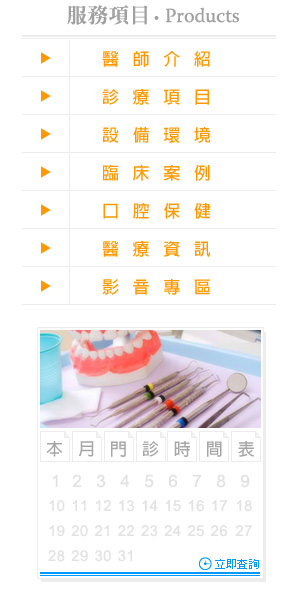 服務項目 · Products
醫師介紹
診療項目
設備環境
臨床案例
口腔保健
醫療資訊
影音專區
本月門診時間表
1 2 3 4 5 6 7 8 9
10 11 12 13 14 15 16 17 18
19 20 21 22 23 24 25 26 27
28 29 30 31
立即查詢